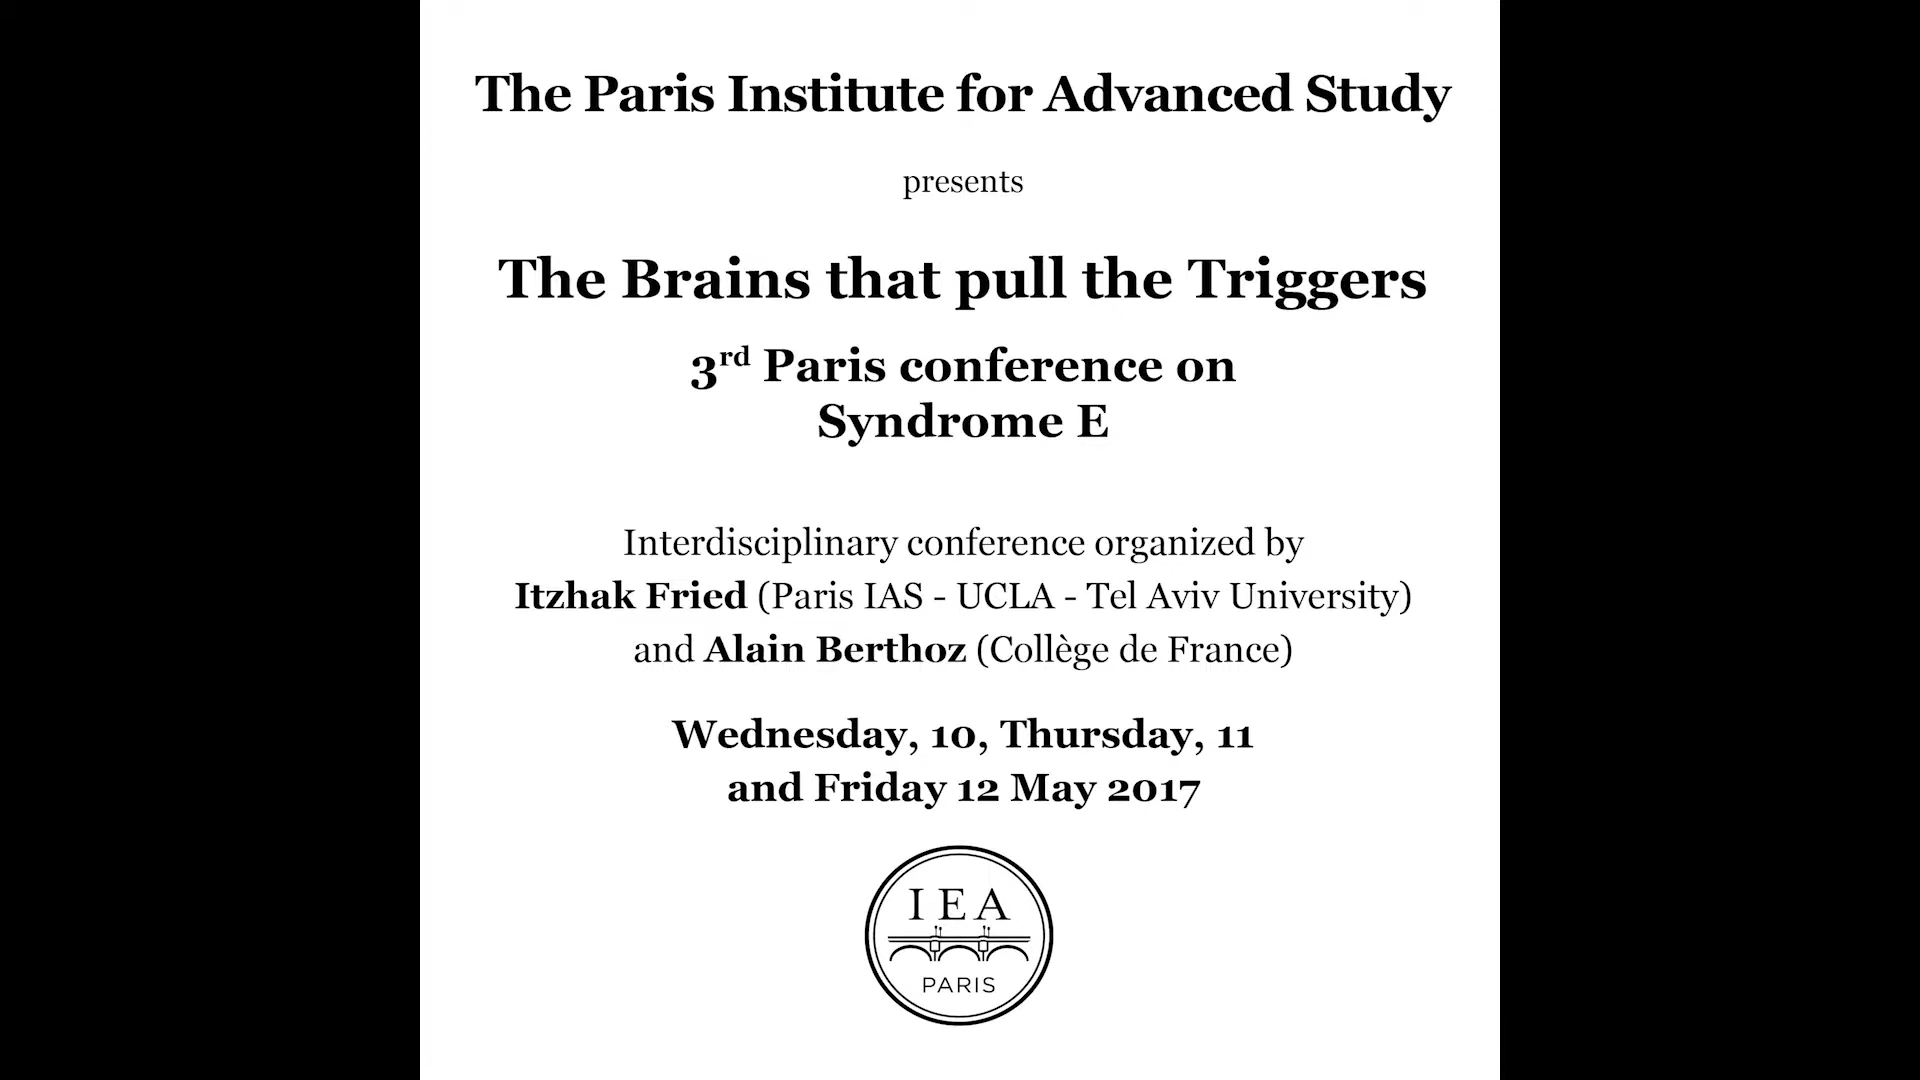 The Paris Institute for Advanced Study
presents
The Brains that pull the Triggers
3rd Paris conference on
Syndrome E
Interdisciplinary conference organized by
Itzhak Fried (Paris IAS - UCLA - Tel Aviv University)
and Alain Berthoz (Collège de France)
Wednesday, 10, Thursday, 11
and Friday 12 May 2017
IEA
PARIS